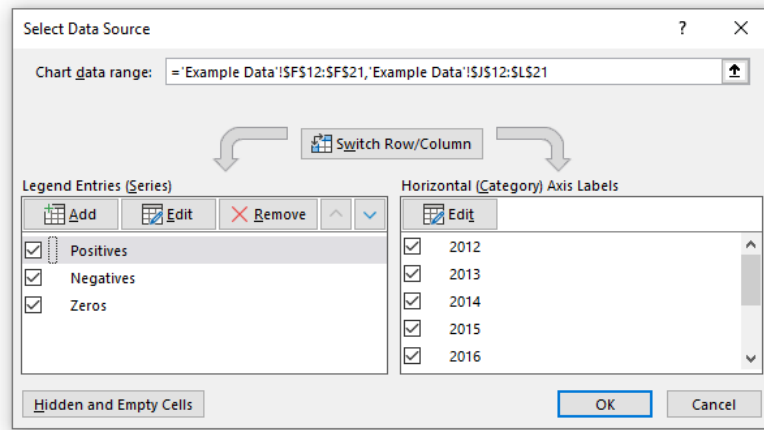 Select Data Source
Chart data range: ='Example Data'!$F$12:$F$21,'Example Data'!$J$12:$L$21
Switch Row/Column
Legend Entries (Series)
Add Edit Remove
Positives
Negatives
Zeros
Horizontal (Category) Axis Labels
Edit
2012
2013
2014
2015
2016
Hidden and Empty Cells
OK Cancel